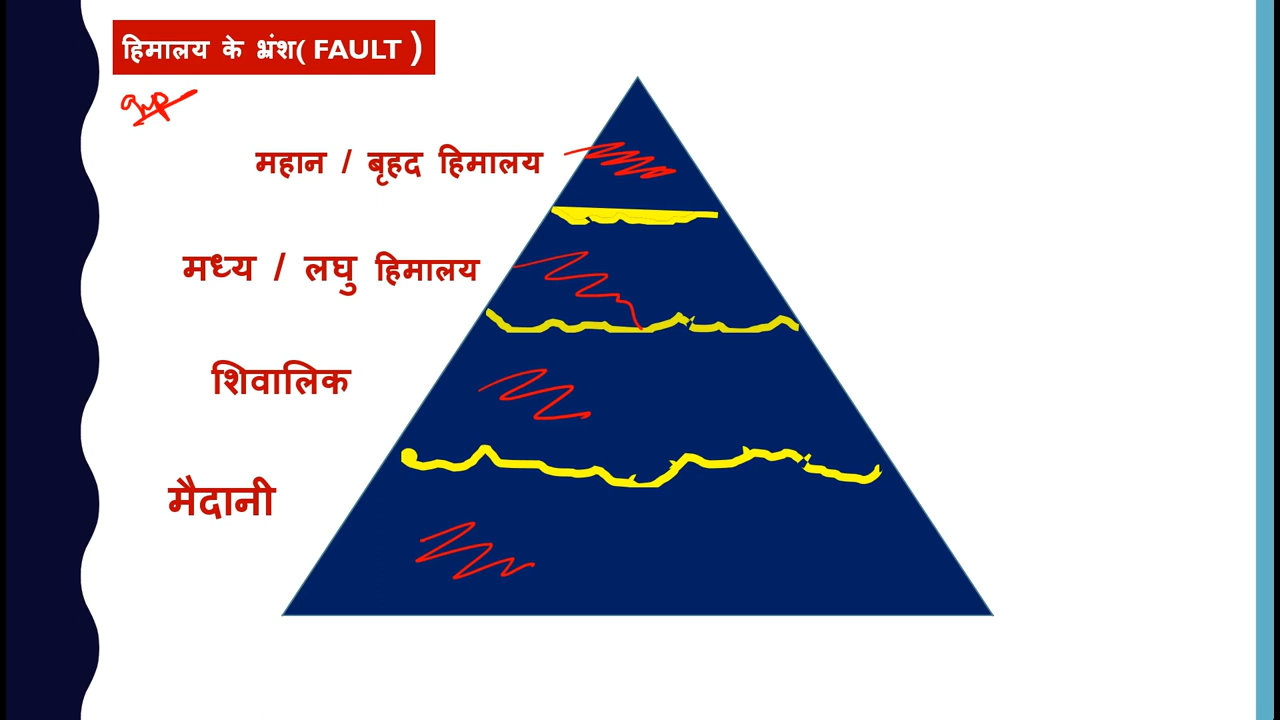 हिमालय के भ्रंश( FAULT )
महान / बृहद हिमालय
मध्य / लघु हिमालय
शिवालिक
मैदानी